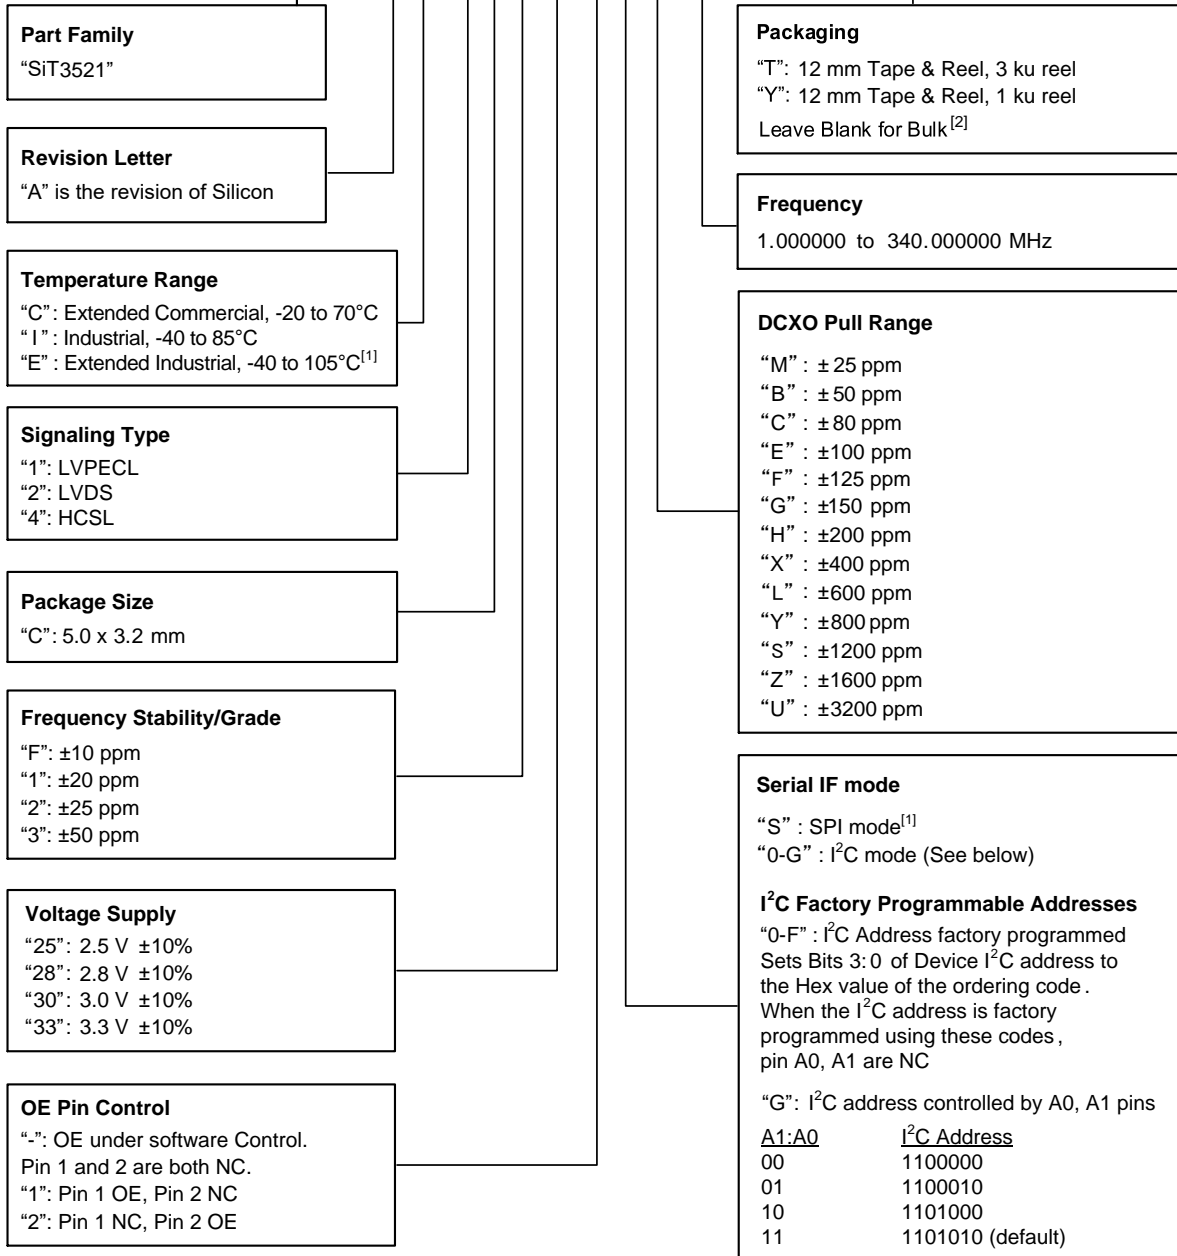 Part Family
“SiT3521”
Revision Letter
“A” is the revision of Silicon
Temperature Range
“C”: Extended Commercial, -20 to 70°C
“I”: Industrial, -40 to 85°C
“E” : Extended Industrial, -40 to 105°C[1]
Signaling Type
“1”: LVPECL
“2”: LVDS
“4”: HCSL
Package Size
“C”: 5.0 x 3.2 mm
Frequency Stability/Grade
“F”: ±10 ppm
“1”: ±20 ppm
“2”: ±25 ppm
“3”: ±50 ppm
Voltage Supply
“25”: 2.5 V ±10%
“28”: 2.8 V ±10%
“30”: 3.0 V ±10%
“33”: 3.3 V ±10%
OE Pin Control
“-”: OE under software Control.
Pin 1 and 2 are both NC.
“1”: Pin 1 OE, Pin 2 NC
“2”: Pin 1 NC, Pin 2 OE
Packaging
“T”: 12 mm Tape & Reel, 3 ku reel
“Y”: 12 mm Tape & Reel, 1 ku reel
Leave Blank for Bulk[2]
Frequency
1.000000 to 340.000000 MHz
DCXO Pull Range
“M” : ± 25 ppm
“B” : ± 50 ppm
“C” : ± 80 ppm
“E” : ±100 ppm
“F” : ±125 ppm
“G” : ±150 ppm
“H” : ±200 ppm
“X” : ±400 ppm
“L” : ±600 ppm
“Y” : ±800 ppm
“S” : ±1200 ppm
“Z” : ±1600 ppm
“U” : ±3200 ppm
Serial IF mode
“S” : SPI mode[1]
“0-G” : I²C mode (See below)
I²C Factory Programmable Addresses
“0-F” : I²C Address factory programmed
Sets Bits 3:0 of Device I²C address to
the Hex value of the ordering code.
When the I²C address is factory
programmed using these codes,
pin A0, A1 are NC
“G”: I²C address controlled by A0, A1 pins
A1:A0 I²C Address
00 1100000
01 1100010
10 1101000
11 1101010 (default)